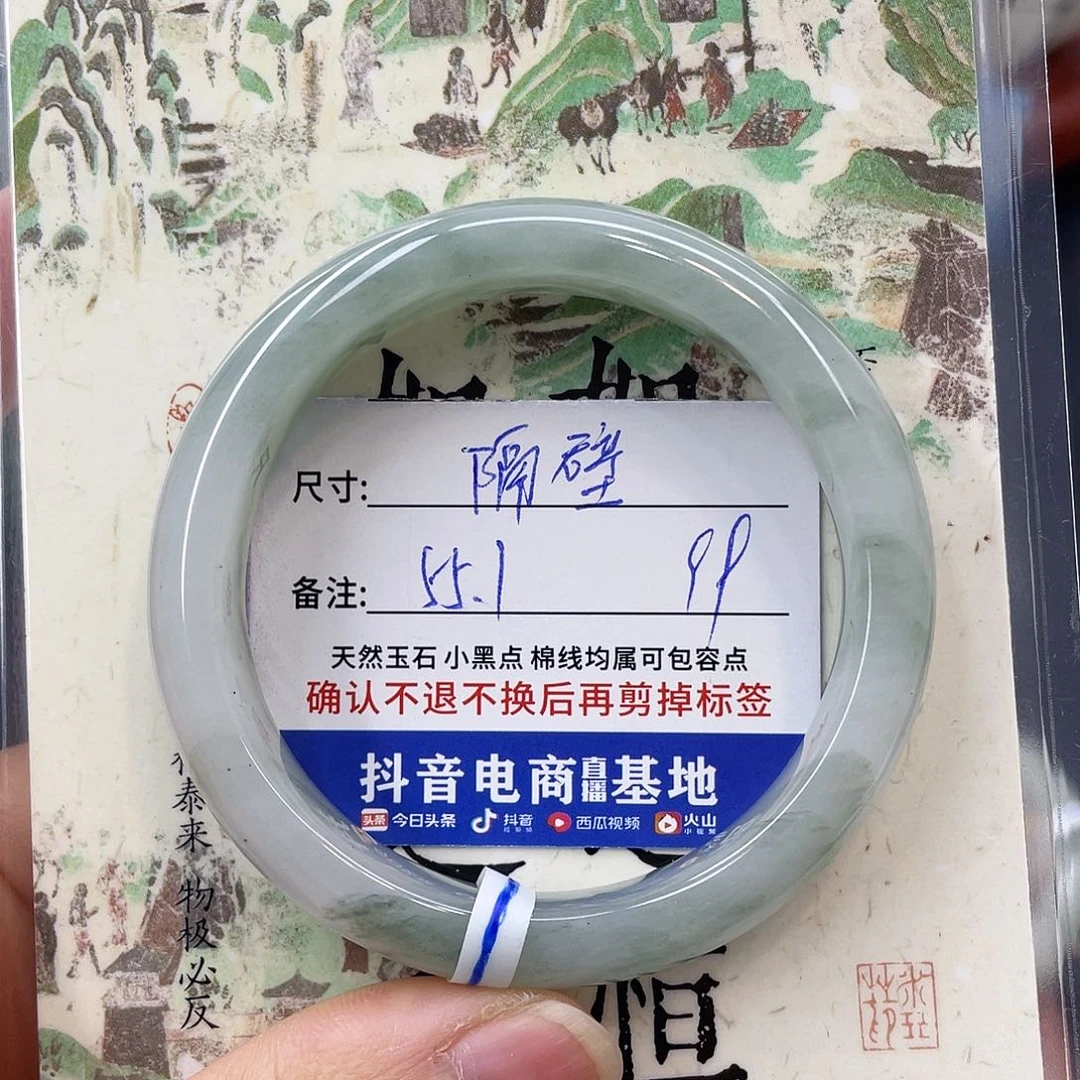 尺寸: 隔壁
备注: 55.1 99
天然玉石 小黑点 棉线均属可包容点
确认不退不换后再剪掉标签
抖音电商直播基地
头条 今日头条 抖音 西瓜视频 火山
泰来 物极必反
恒